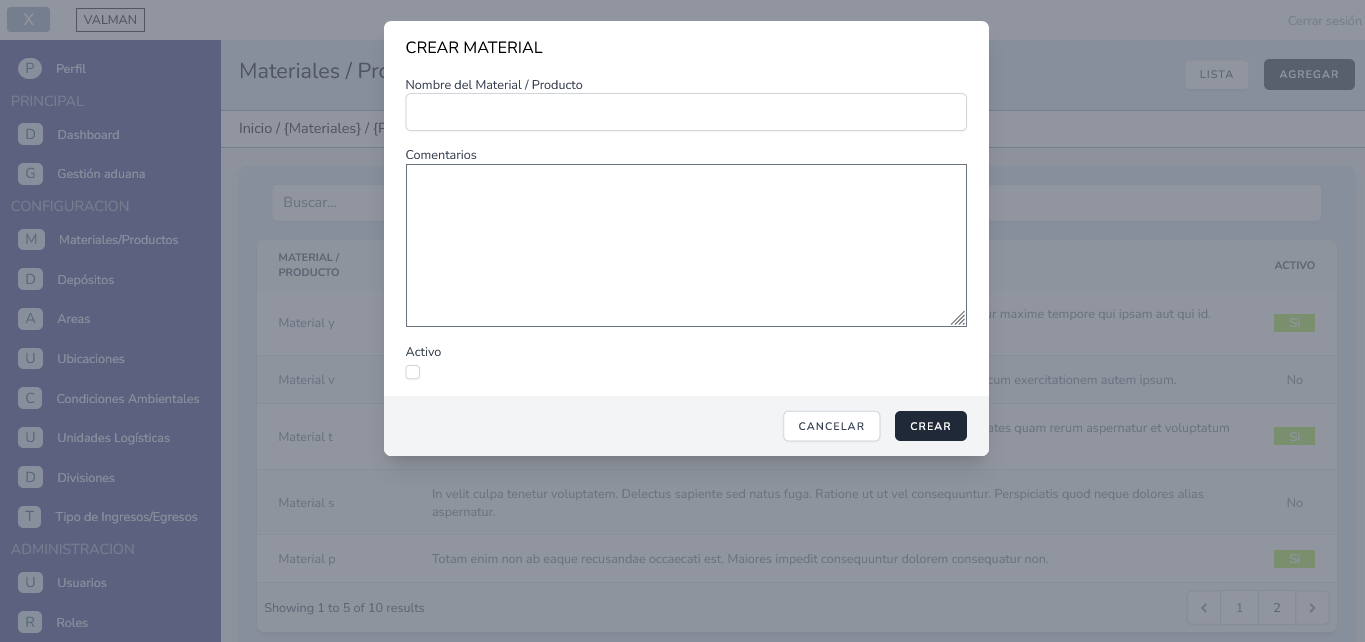 X
VALMAN
Cerrar sesión
P Perfil
PRINCIPAL
D Dashboard
G Gestión aduana
CONFIGURACION
M Materiales/Productos
D Depósitos
A Areas
U Ubicaciones
C Condiciones Ambientales
U Unidades Logísticas
D Divisiones
T Tipo de Ingresos/Egresos
ADMINISTRACION
U Usuarios
R Roles
Materiales /
LISTA
AGREGAR
Inicio / {Materiales} /
Buscar...
CREAR MATERIAL
Nombre del Material / Producto
Comentarios
Activo
CANCELAR
CREAR
MATERIAL /
PRODUCTO
ACTIVO
Material y
maxime tempore qui ipsam aut qui id.
Si
Material v
exercitationem autem ipsum.
No
Material t
quam rerum aspernatur et voluptatum
Si
Material s
In velit culpa tenetur voluptatem. Delectus sapiente sed natus fuga. Ratione ut ut vel consequuntur. Perspiciatis quod neque dolores alias
aspernatur.
No
Material p
Totam enim non ab eaque recusandae occaecati est. Maiores impedit consequuntur dolorem consequatur non.
Si
Showing 1 to 5 of 10 results
1
2